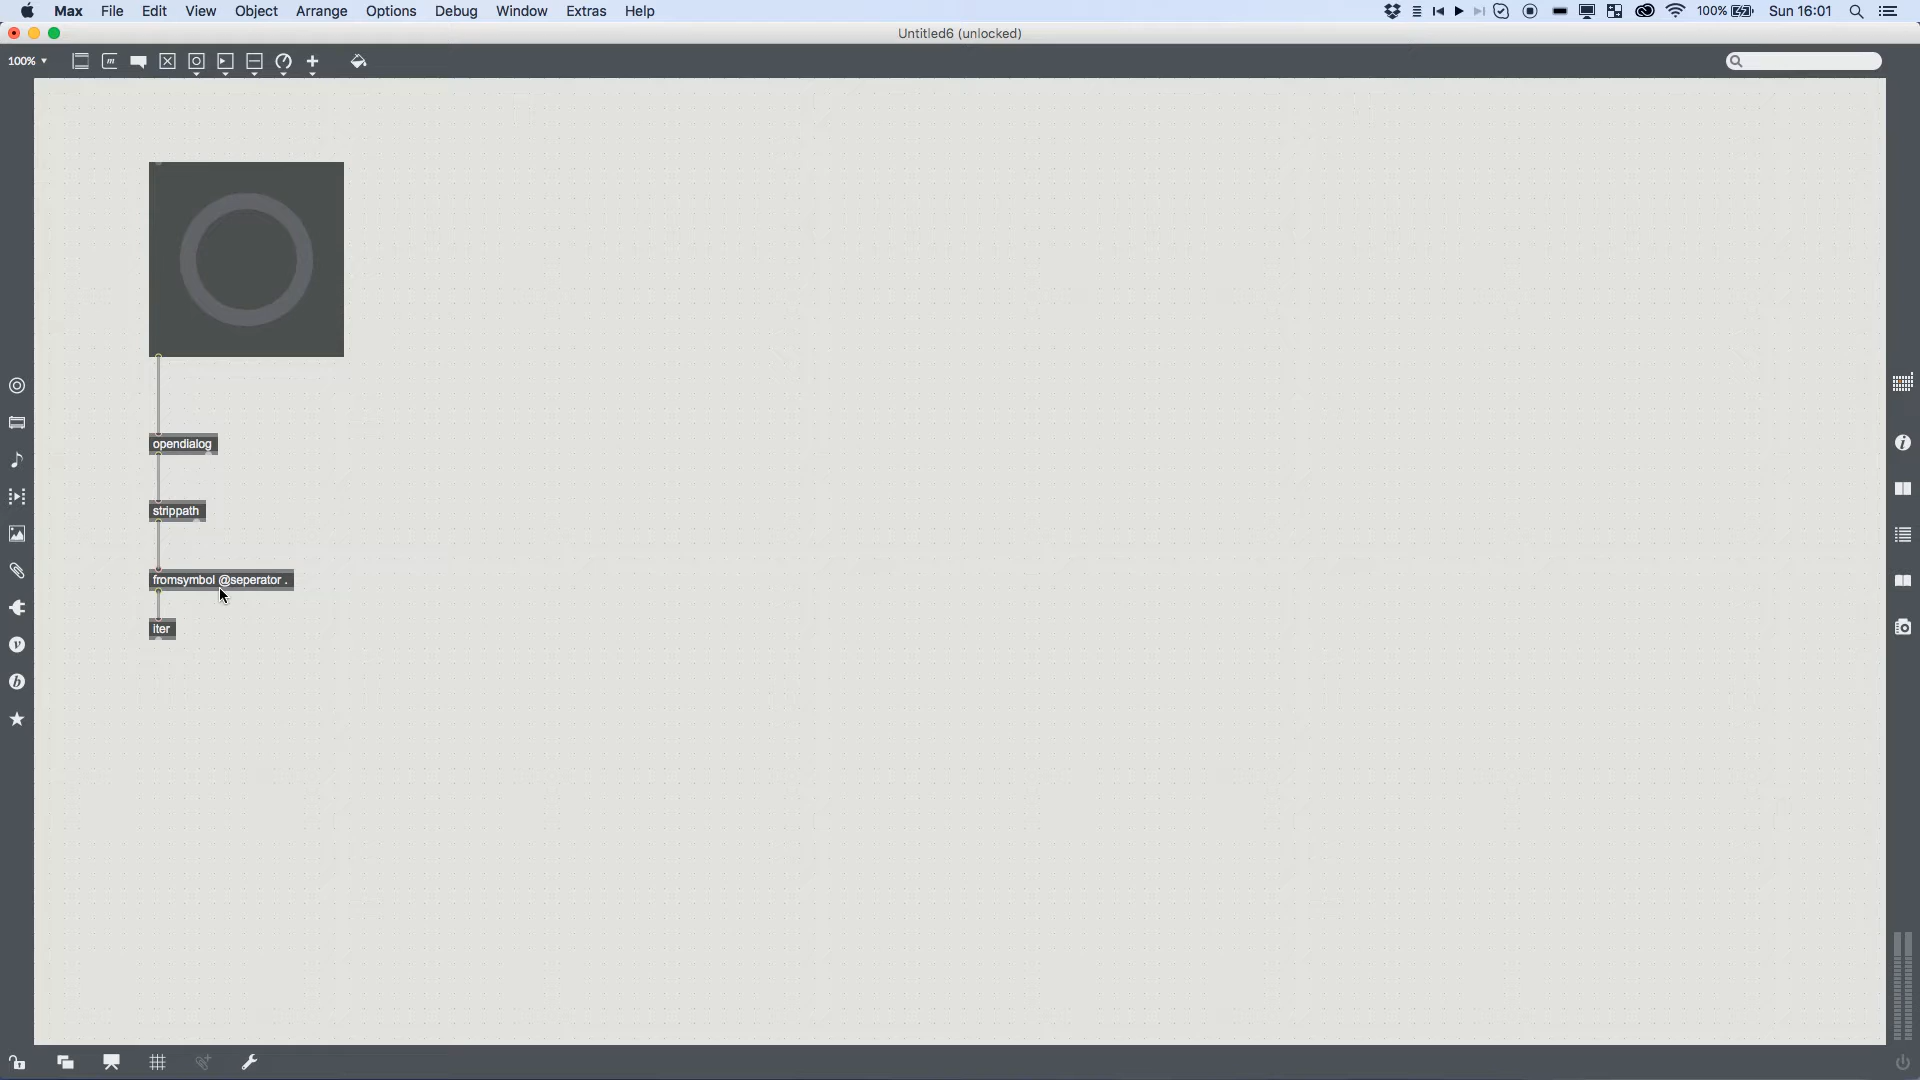 Max File Edit View Object Arrange Options Debug Window Extras Help 100% Sun 16:01
Untitled6 (unlocked)
100%
opendialog
strippath
fromsymbol @seperator .
iter